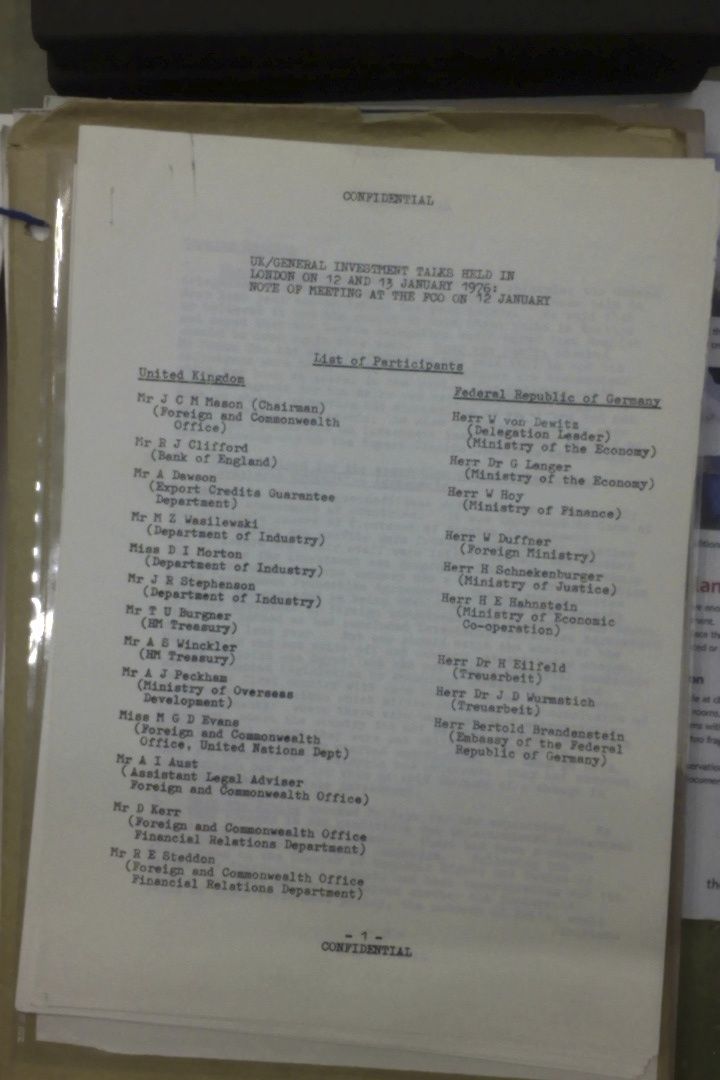 CONFIDENTIAL
UK/GENERAL INVESTMENT TALKS HELD IN
LONDON ON 12 AND 13 JANUARY 1976:
NOTE OF MEETING AT THE FCO ON 12 JANUARY
List of Participants
United Kingdom
Mr J C M Mason (Chairman)
(Foreign and Commonwealth
Office)
Mr R J Clifford
(Bank of England)
Mr A Dawson
(Export Credits Guarantee
Department)
Mr M Z Wasilewski
(Department of Industry)
Miss D I Morton
(Department of Industry)
Mr J R Stephenson
(Department of Industry)
Mr T U Burgner
(HM Treasury)
Mr A S Winckler
(HM Treasury)
Mr A J Peckham
(Ministry of Overseas
Development)
Miss M G D Evans
(Foreign and Commonwealth
Office, United Nations Dept)
Mr A I Aust
(Assistant Legal Adviser
Foreign and Commonwealth Office)
Mr D Kerr
(Foreign and Commonwealth Office
Financial Relations Department)
Mr R E Steddon
(Foreign and Commonwealth Office
Financial Relations Department)
Federal Republic of Germany
Herr W von Dewitz
(Delegation Leader)
(Ministry of the Economy)
Herr Dr G Langer
(Ministry of the Economy)
Herr W Hoy
(Ministry of Finance)
Herr W Duffner
(Foreign Ministry)
Herr H Schnekenburger
(Ministry of Justice)
Herr H E Hahnstein
(Ministry of Economic
Co-operation)
Herr Dr H Eilfeld
(Treuarbeit)
Herr Dr J D Wurmstich
(Treuarbeit)
Herr Bertold Brandenstein
(Embassy of the Federal
Republic of Germany)
- 1 -
CONFIDENTIAL